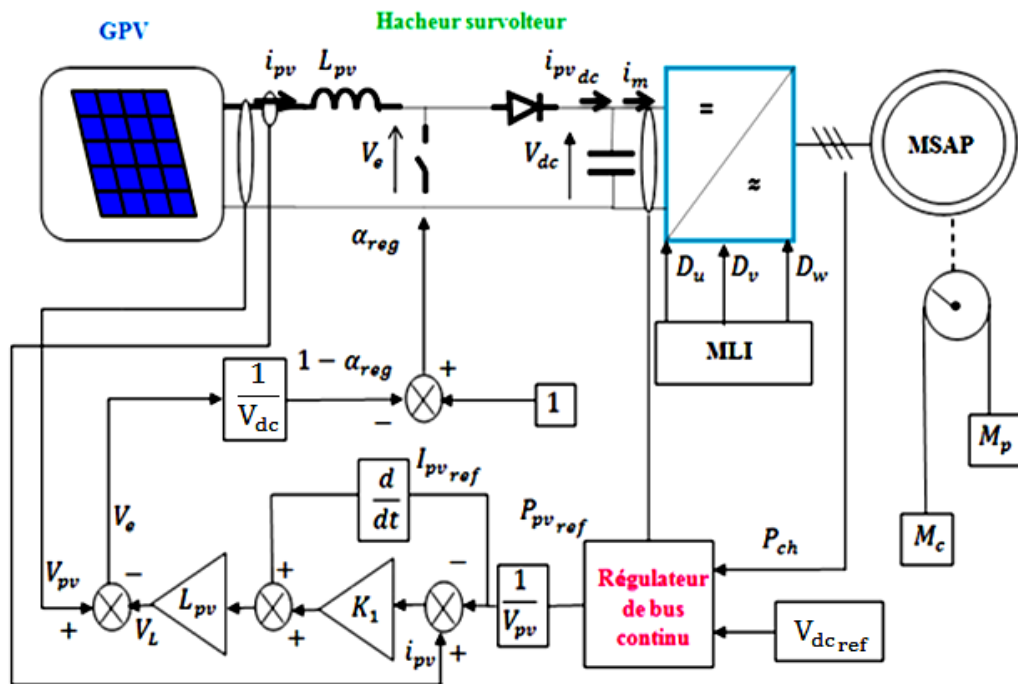 Hacheur survolteur
GPV
i_pv
L_pv
i_pv_dc
i_m
=
≈
V_e
V_dc
MSAP
α_reg
D_u
D_v
D_w
MLI
1 − α_reg
+
−
1
V_dc
1
M_p
M_c
I_pv_ref
d
dt
P_pv_ref
P_ch
V_e
V_pv
+
−
V_L
L_pv
+
+
K_1
−
+
i_pv
1
V_pv
Régulateur
de bus
continu
V_dc_ref